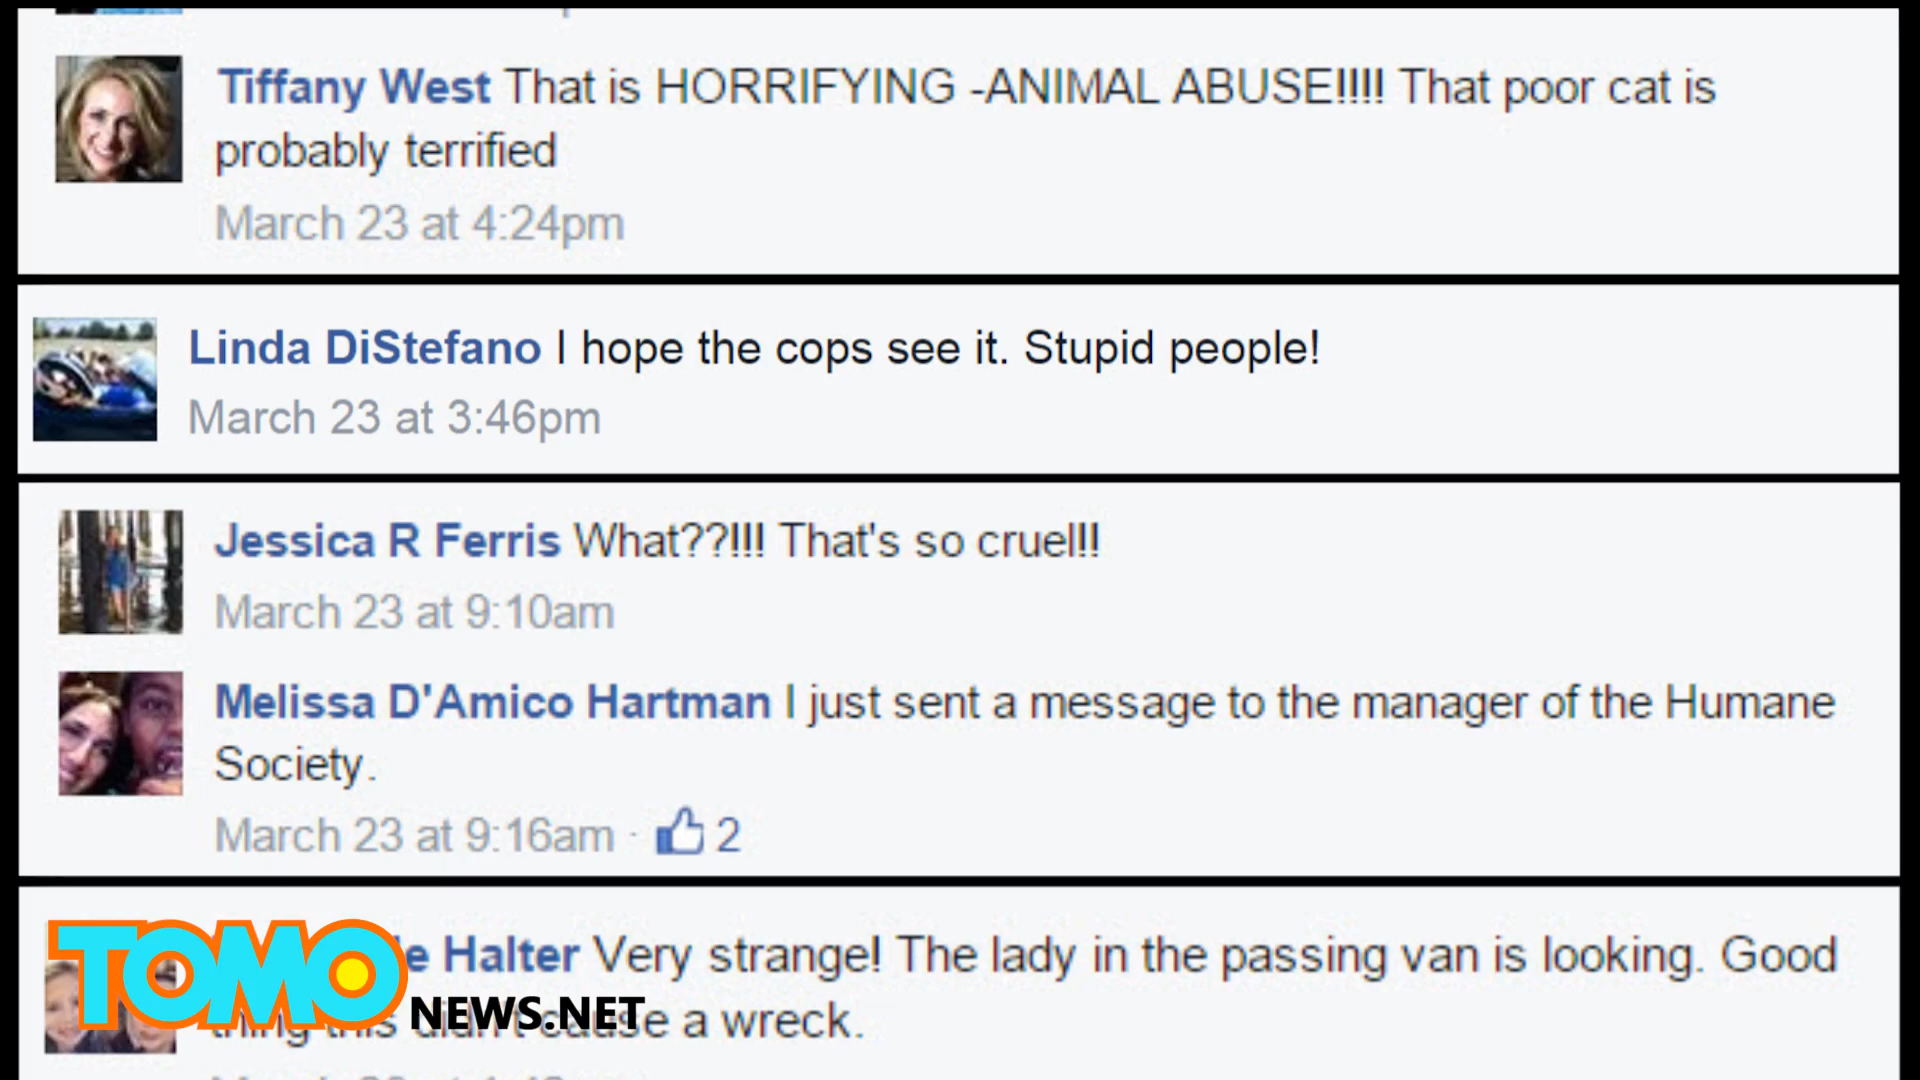 Tiffany West That is HORRIFYING -ANIMAL ABUSE!!!! That poor cat is
probably terrified
March 23 at 4:24pm
Linda DiStefano I hope the cops see it. Stupid people!
March 23 at 3:46pm
Jessica R Ferris What??!!! That's so cruel!!
March 23 at 9:10am
Melissa D'Amico Hartman I just sent a message to the manager of the Humane
Society.
March 23 at 9:16am · 2
Halter Very strange! The lady in the passing van is looking. Good
thing this didn't cause a wreck.
TOMO
NEWS.NET